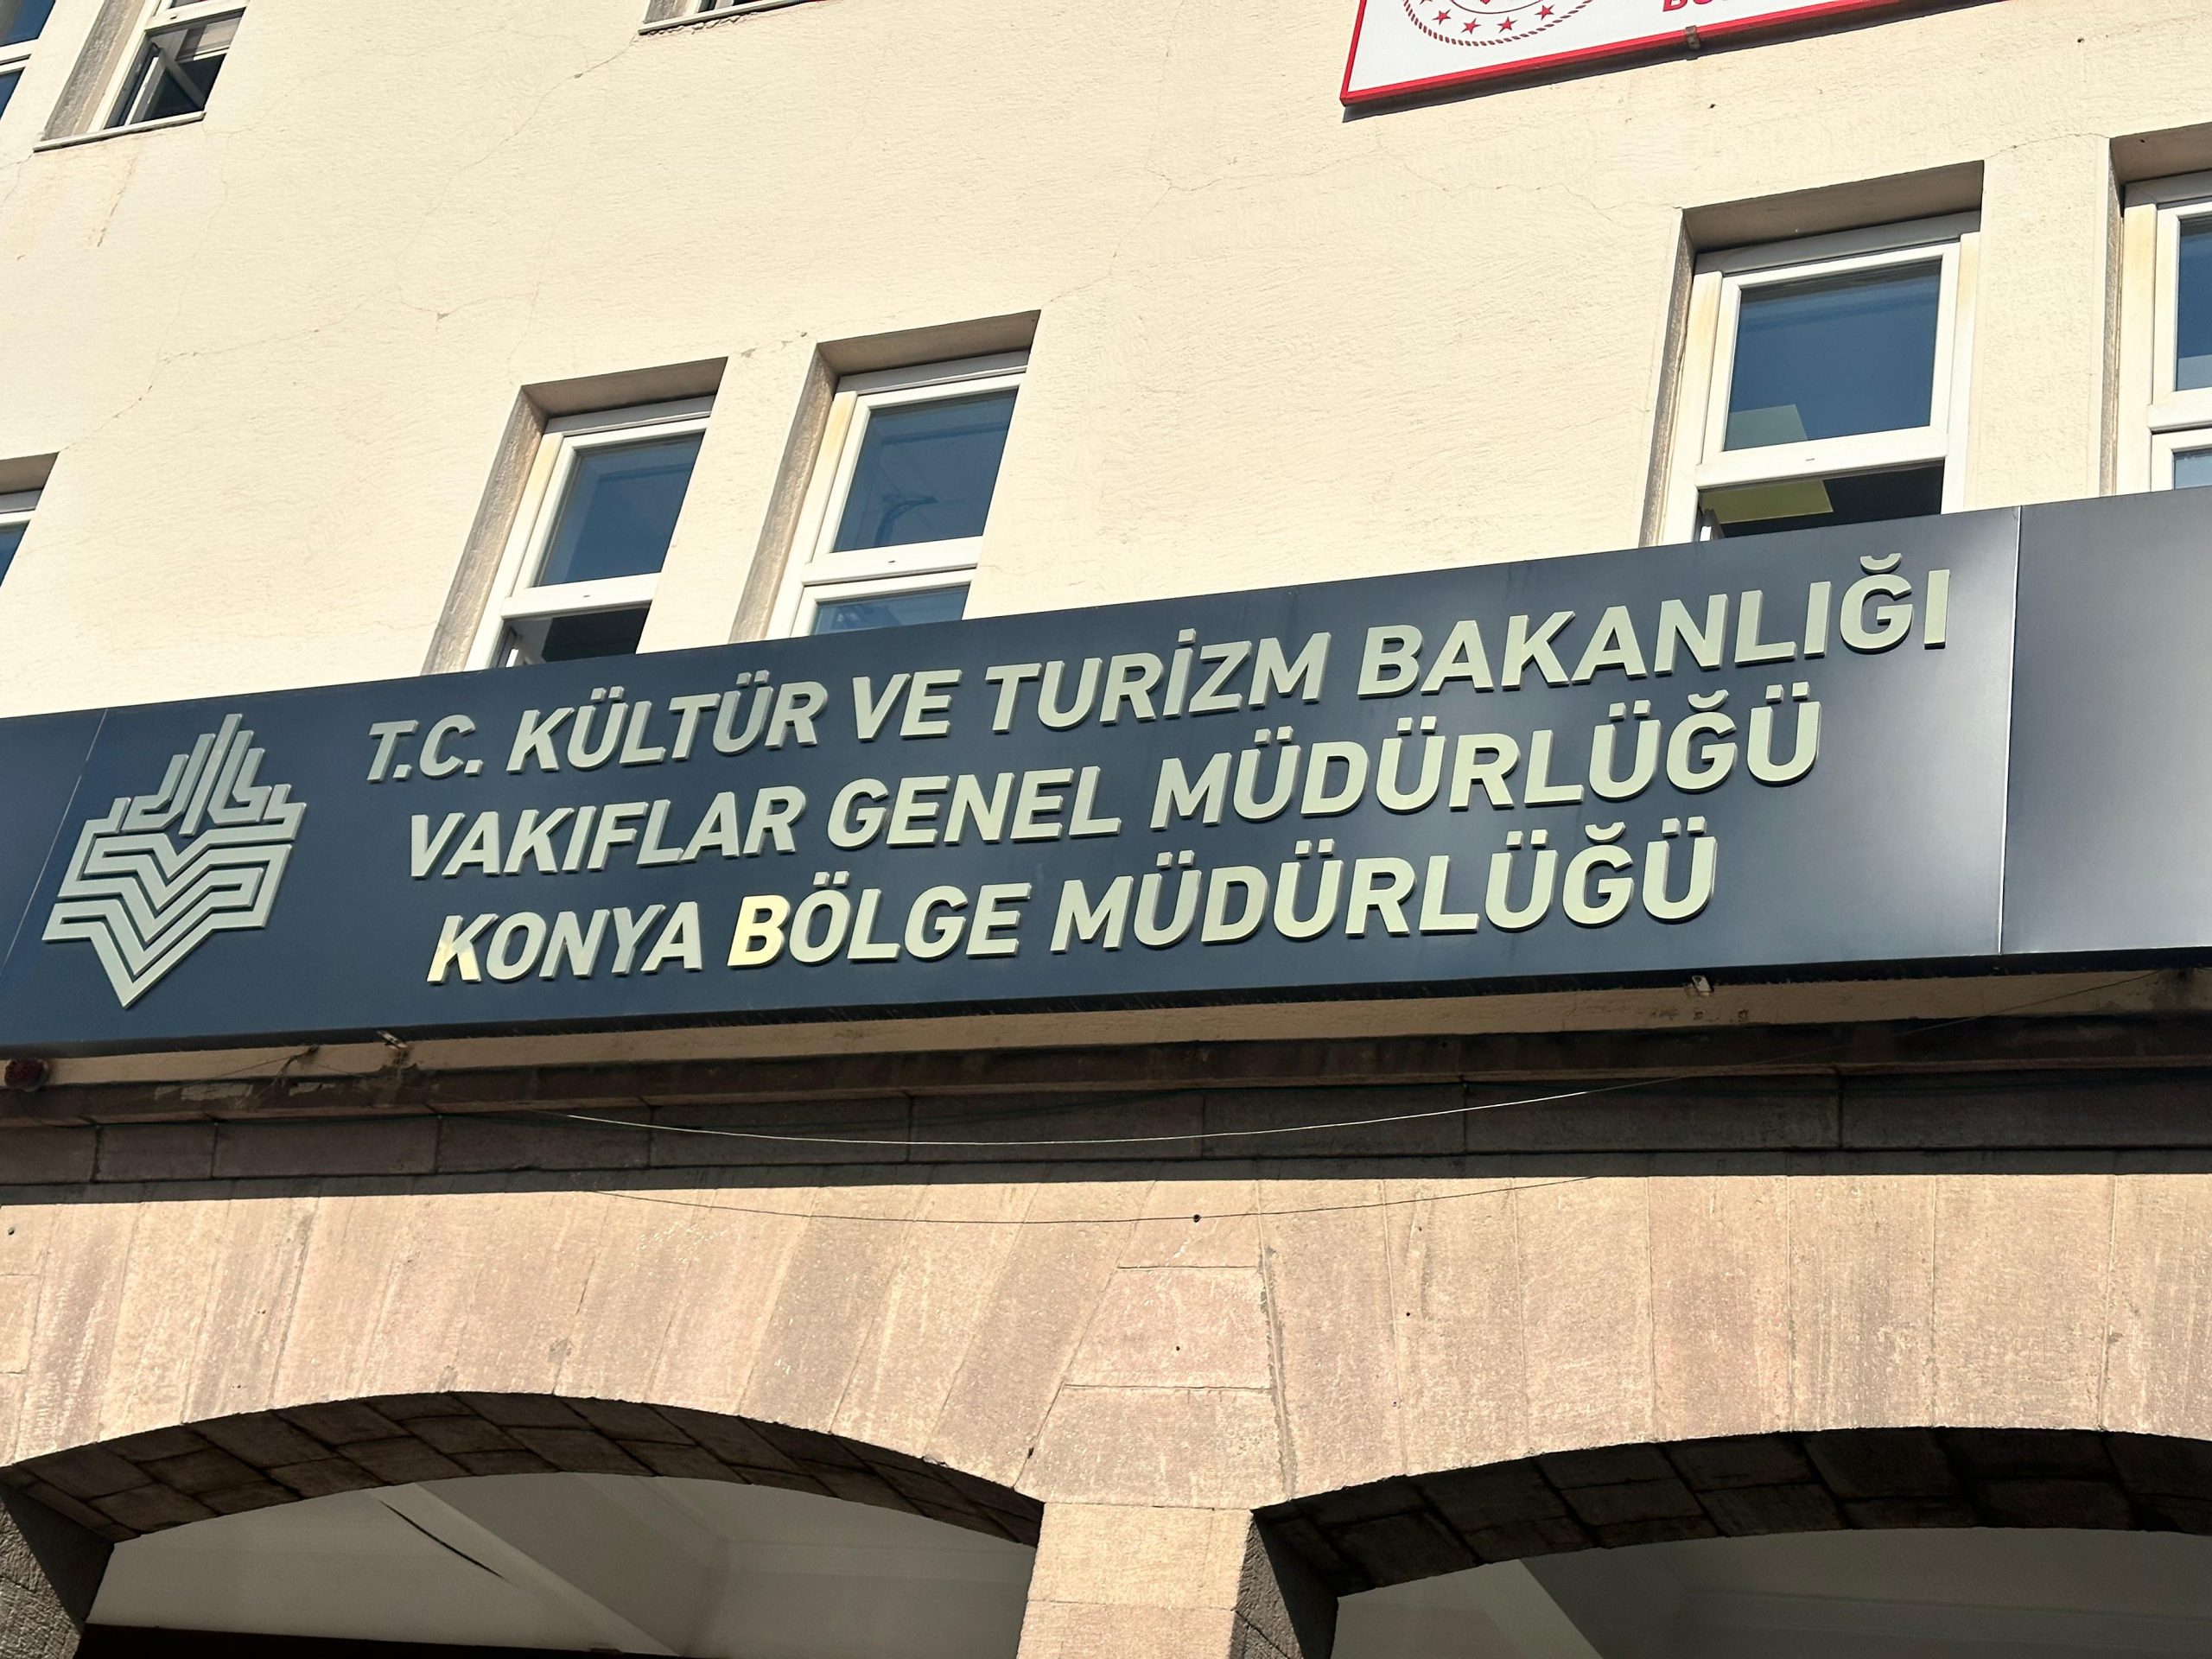 T.C. KÜLTÜR VE TURİZM BAKANLIĞI
VAKIFLAR GENEL MÜDÜRLÜĞÜ
KONYA BÖLGE MÜDÜRLÜĞÜ